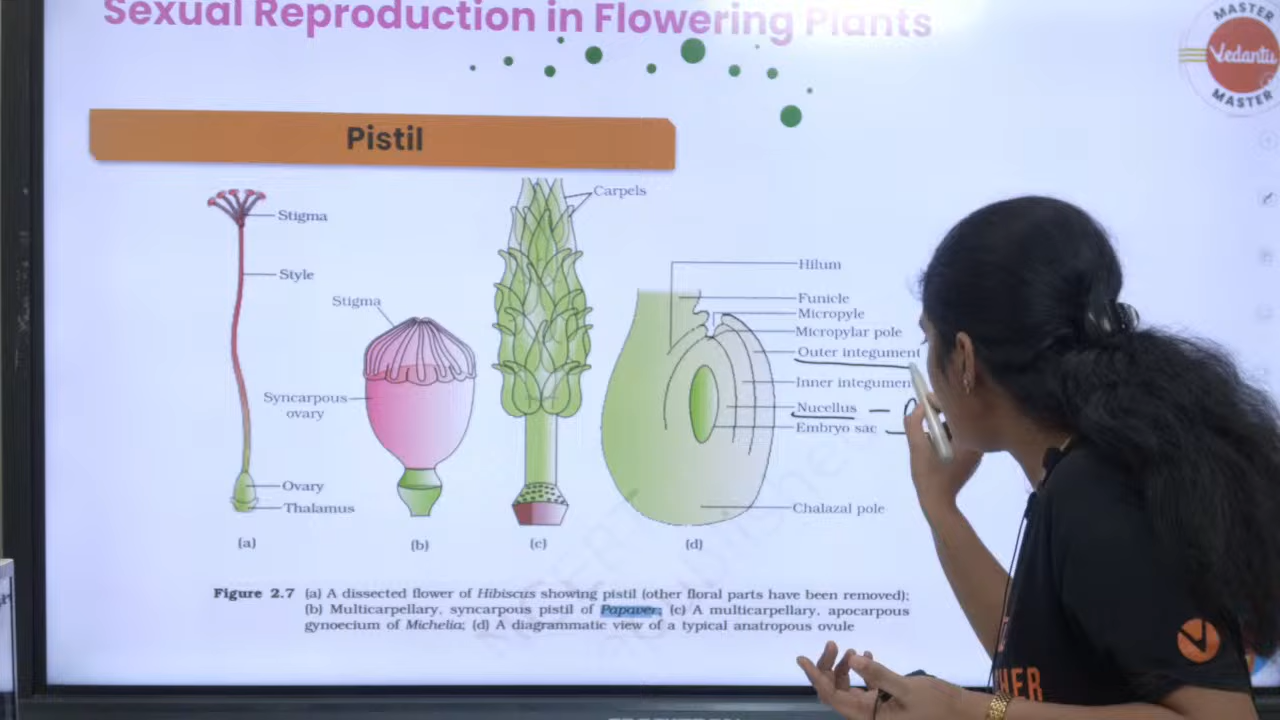 Sexual Reproduction in Flowering Plants
MASTER
Vedantu
MASTER
Pistil
Carpels
Stigma
Style
Hilum
Funicle
Stigma
Micropyle
Micropylar pole
Outer integument
Inner integumen
Syncarpous
ovary
Nucellus
Embryo sac
Ovary
Thalamus
Chalazal pole
(a)
(b)
(c)
(d)
Figure 2.7 (a) A dissected flower of Hibiscus showing pistil (other floral parts have been removed);
(b) Multicarpellary, syncarpous pistil of Papaver; (c) A multicarpellary, apocarpous
gynoecium of Michelia; (d) A diagrammatic view of a typical anatropous ovule